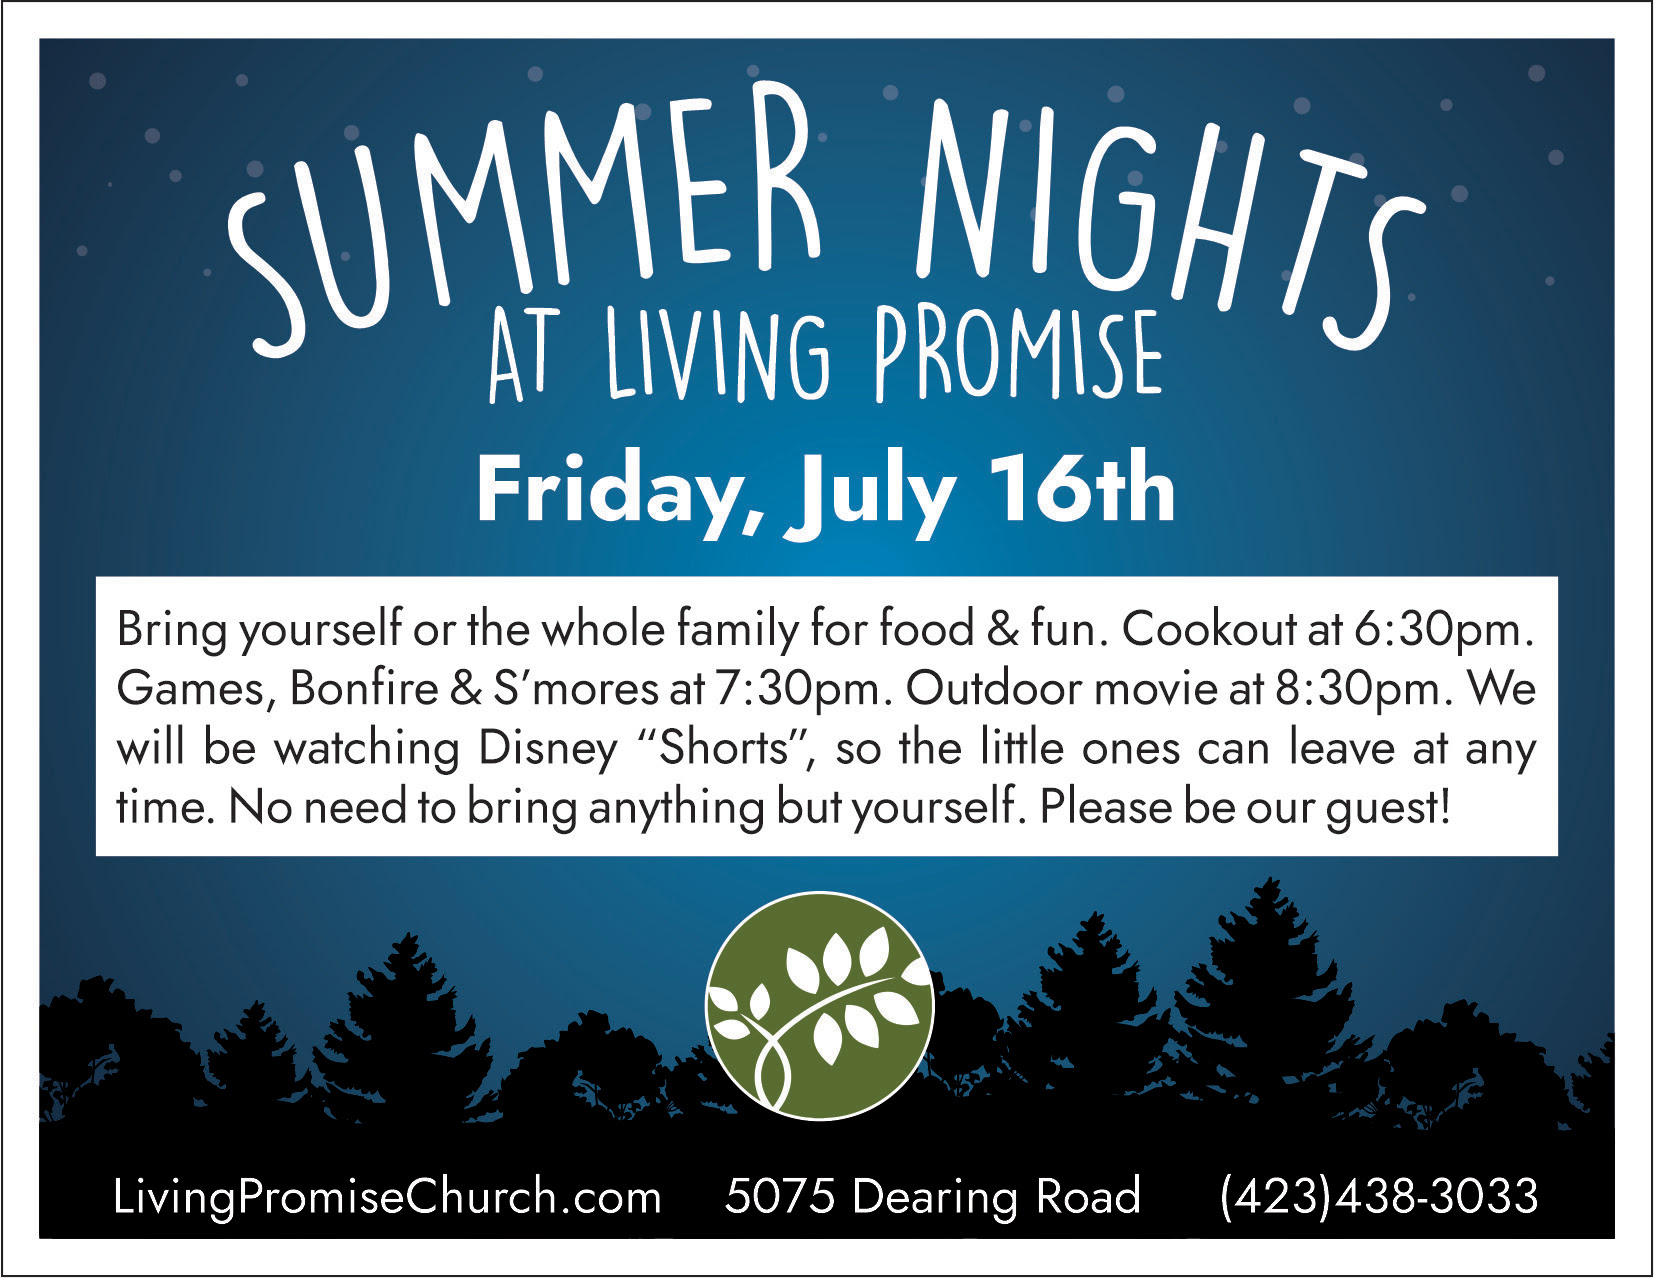 SUMMER NIGHTS
AT LIVING PROMISE
Friday, July 16th
Bring yourself or the whole family for food & fun. Cookout at 6:30pm.
Games, Bonfire & S’mores at 7:30pm. Outdoor movie at 8:30pm. We
will be watching Disney “Shorts”, so the little ones can leave at any
time. No need to bring anything but yourself. Please be our guest!
LivingPromiseChurch.com 5075 Dearing Road (423)438-3033